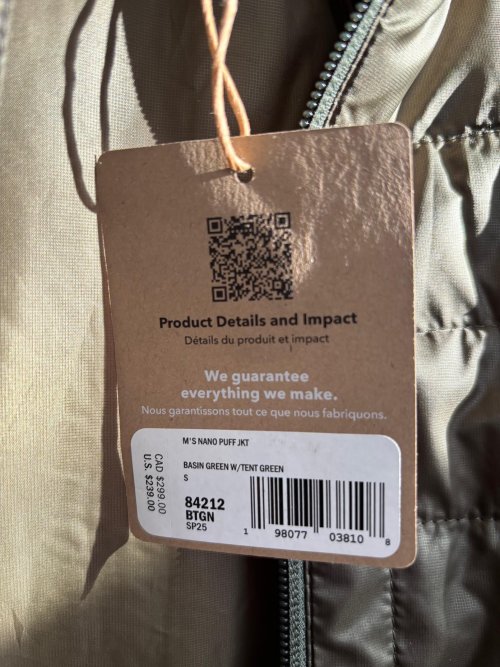 Product Details and Impact
Détails du produit et impact
We guarantee
everything we make.
Nous garantissons tout ce que nous fabriquons.
M'S NANO PUFF JKT
BASIN GREEN W/TENT GREEN
S
84212
BTGN
SP25
CAD $299.00
U.S. $239.00
1 98077 03810 8